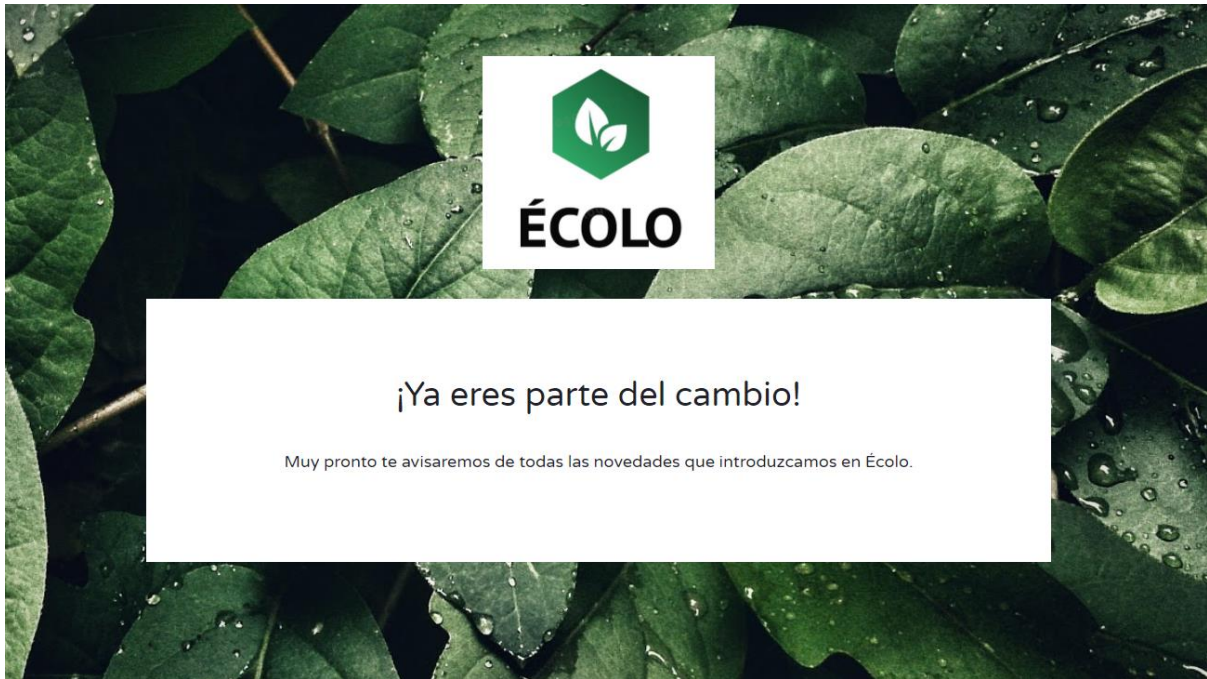 ÉCOLO
¡Ya eres parte del cambio!
Muy pronto te avisaremos de todas las novedades que introduzcamos en Écolo.